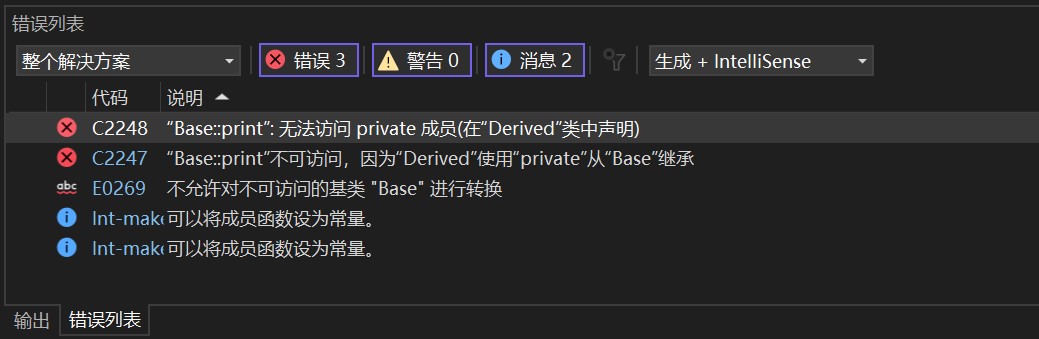 错误列表
整个解决方案 错误 3 警告 0 消息 2 生成 + IntelliSense
代码 说明
C2248 “Base::print”: 无法访问 private 成员(在“Derived”类中声明)
C2247 “Base::print”不可访问，因为“Derived”使用“private”从“Base”继承
abc E0269 不允许对不可访问的基类 "Base" 进行转换
Int-make 可以将成员函数设为常量。
Int-make 可以将成员函数设为常量。
输出 错误列表